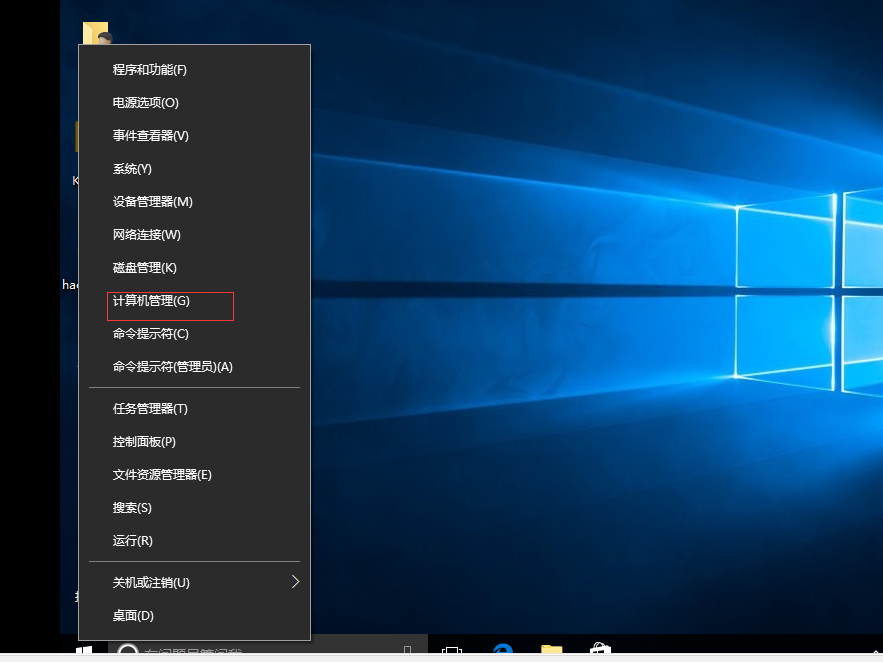 程序和功能(F)
电源选项(O)
事件查看器(V)
系统(Y)
设备管理器(M)
网络连接(W)
磁盘管理(K)
计算机管理(G)
命令提示符(C)
命令提示符(管理员)(A)
任务管理器(T)
控制面板(P)
文件资源管理器(E)
搜索(S)
运行(R)
关机或注销(U)
桌面(D)